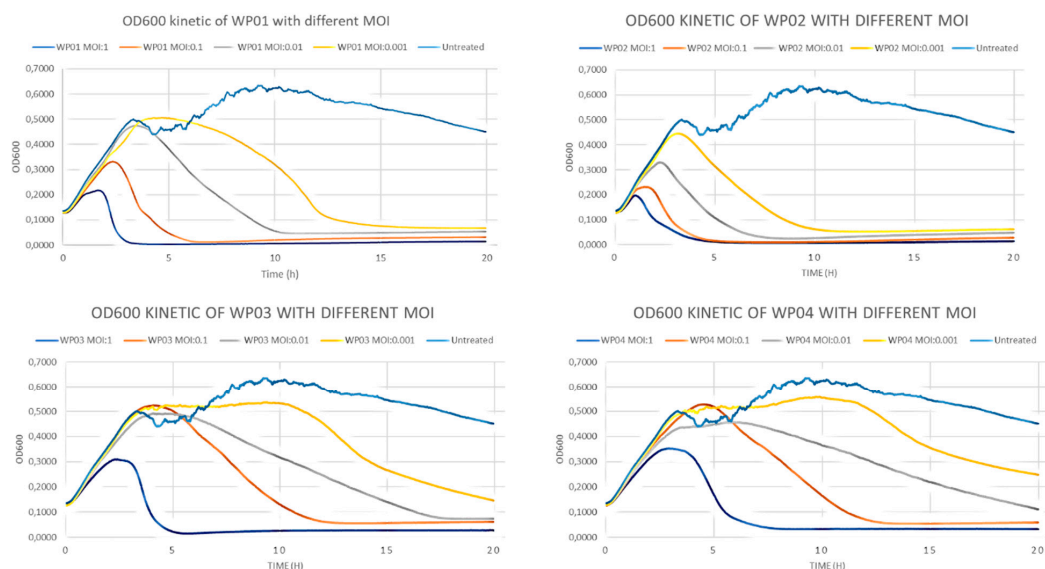 OD600 kinetic of WP01 with different MOI
WP01 MOI:1 WP01 MOI:0.1 WP01 MOI:0.01 WP01 MOI:0.001 Untreated
0,7000
0,6000
0,5000
0,4000
0,3000
0,2000
0,1000
0,0000
OD600
0 5 10 15 20
Time (h)
OD600 KINETIC OF WP02 WITH DIFFERENT MOI
WP02 MOI:1 WP02 MOI:0.1 WP02 MOI:0.01 WP02 MOI:0.001 Untreated
0,7000
0,6000
0,5000
0,4000
0,3000
0,2000
0,1000
0,0000
OD600
0 5 10 15 20
TIME (H)
OD600 KINETIC OF WP03 WITH DIFFERENT MOI
WP03 MOI:1 WP03 MOI:0.1 WP03 MOI:0.01 WP03 MOI:0.001 Untreated
0,7000
0,6000
0,5000
0,4000
0,3000
0,2000
0,1000
0,0000
OD600
0 5 10 15 20
TIME(H)
OD600 KINETIC OF WP04 WITH DIFFERENT MOI
WP04 MOI:1 WP04 MOI:0.1 WP04 MOI:0.01 WP04 MOI:0.001 Untreated
0,7000
0,6000
0,5000
0,4000
0,3000
0,2000
0,1000
0,0000
OD600
0 5 10 15 20
TIME(H)